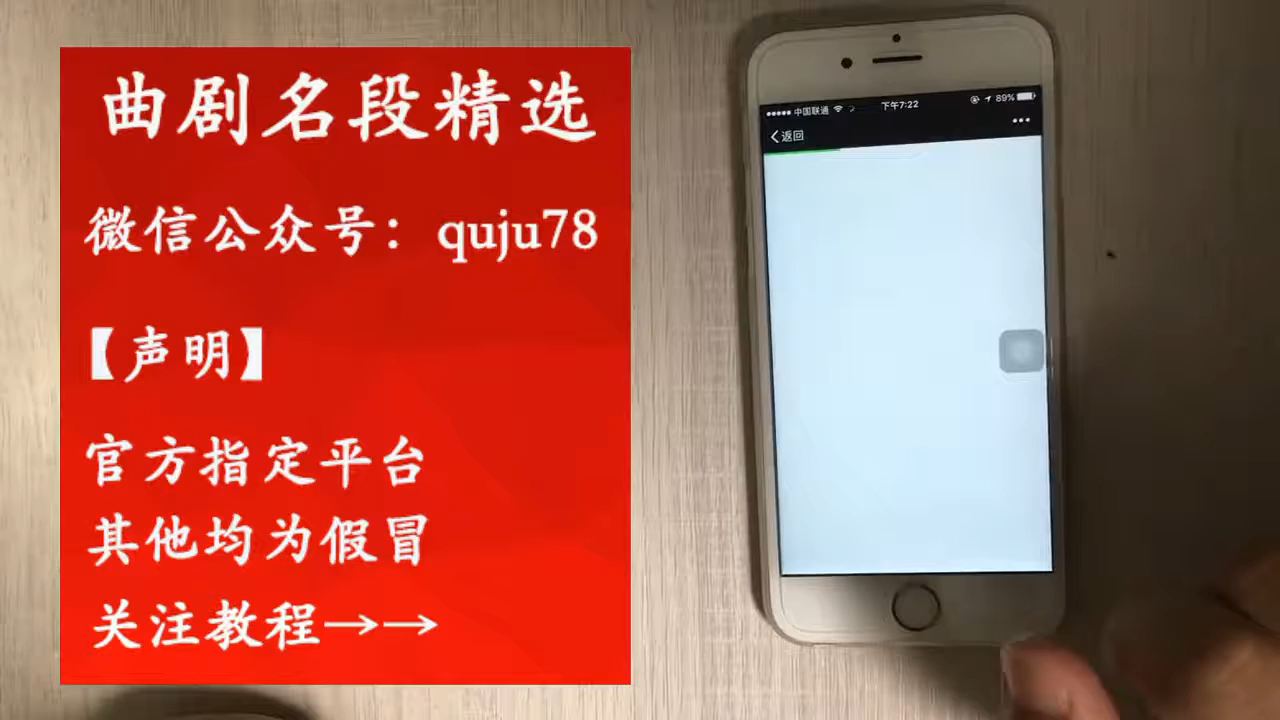 曲剧名段精选
微信公众号：quju78
【声明】
官方指定平台
其他均为假冒
关注教程→→
中国联通 下午7:22 89%
返回